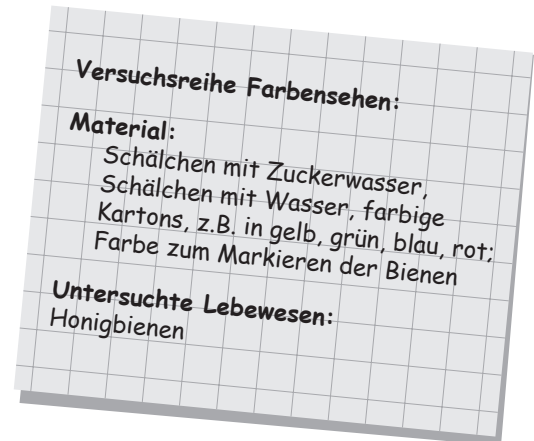 Versuchsreihe Farbensehen:
Material:
Schälchen mit Zuckerwasser,
Schälchen mit Wasser, farbige
Kartons, z.B. in gelb, grün, blau, rot;
Farbe zum Markieren der Bienen
Untersuchte Lebewesen:
Honigbienen